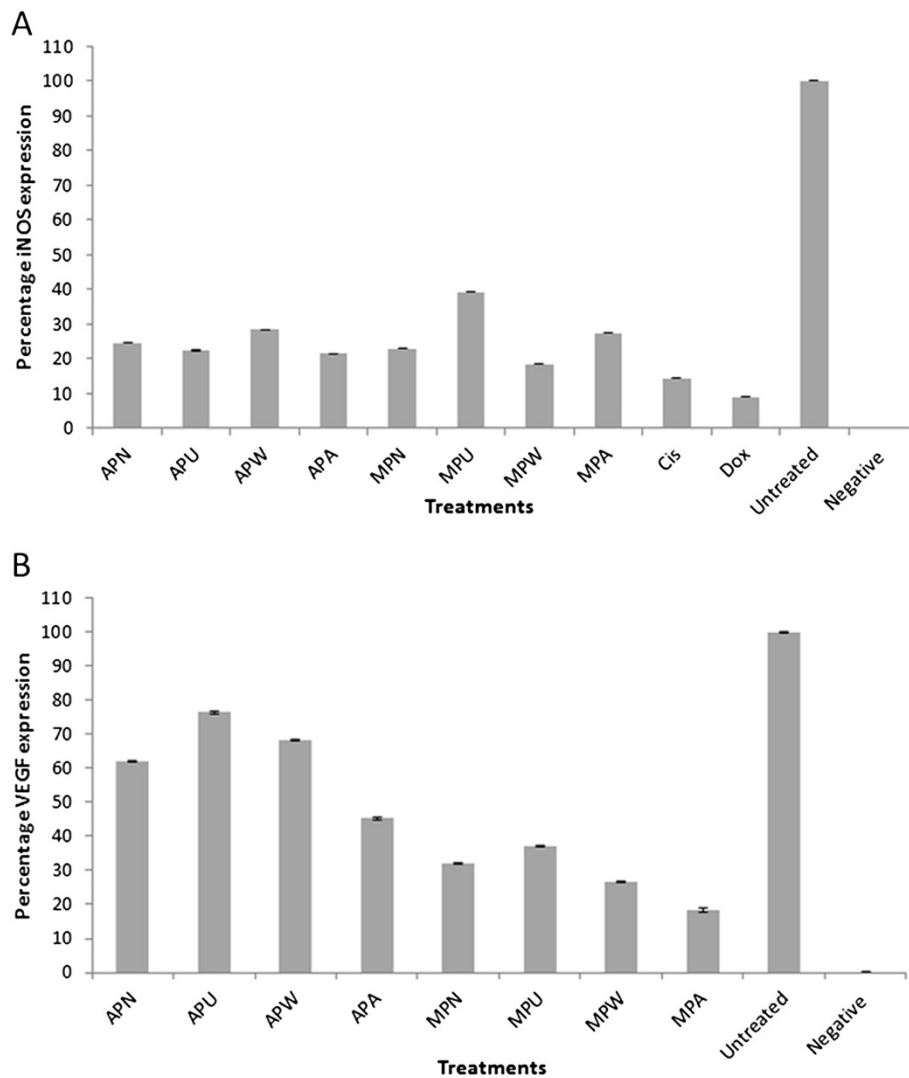 A
Percentage iNOS expression
110
100
90
80
70
60
50
40
30
20
10
0
APN
APU
APW
APA
MPN
MPU
MPW
MPA
Cis
Dox
Untreated
Negative
Treatments
B
Percentage VEGF expression
110
100
90
80
70
60
50
40
30
20
10
0
APN
APU
APW
APA
MPN
MPU
MPW
MPA
Untreated
Negative
Treatments